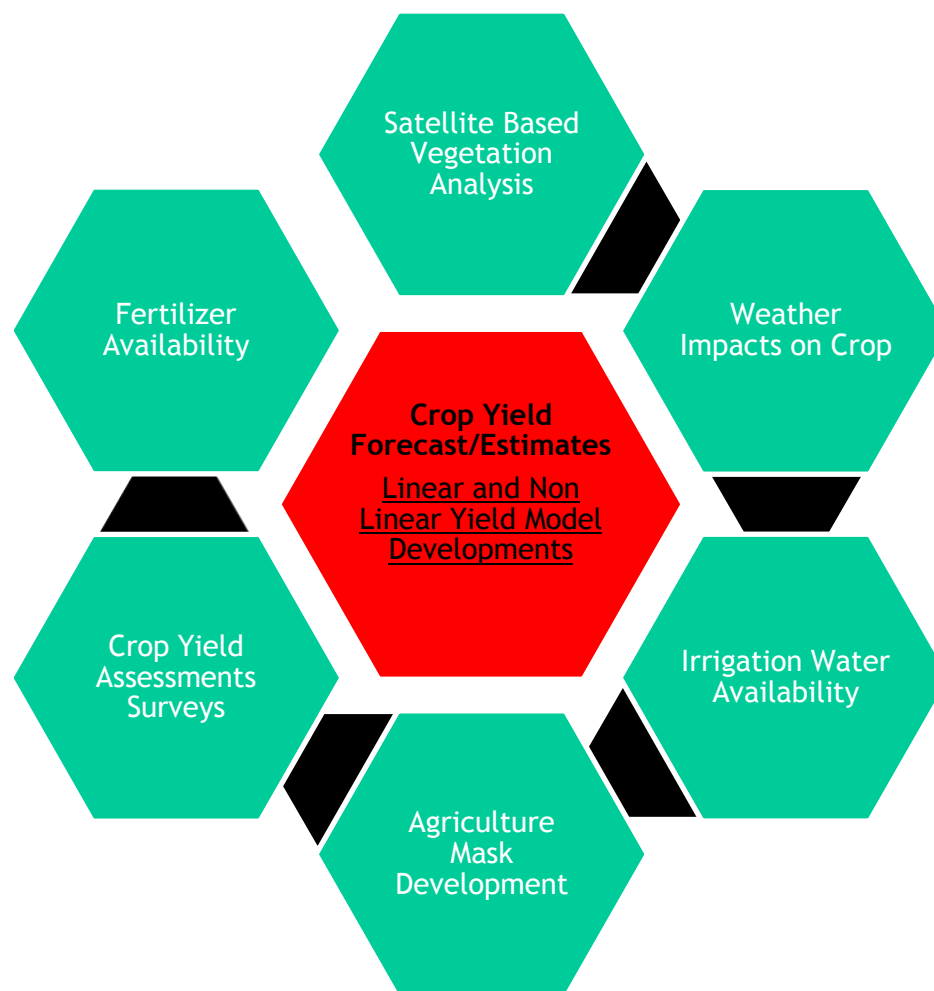 Satellite Based
Vegetation
Analysis
Fertilizer
Availability
Weather
Impacts on Crop
Crop Yield
Forecast/Estimates
Linear and Non
Linear Yield Model
Developments
Crop Yield
Assessments
Surveys
Irrigation Water
Availability
Agriculture
Mask
Development